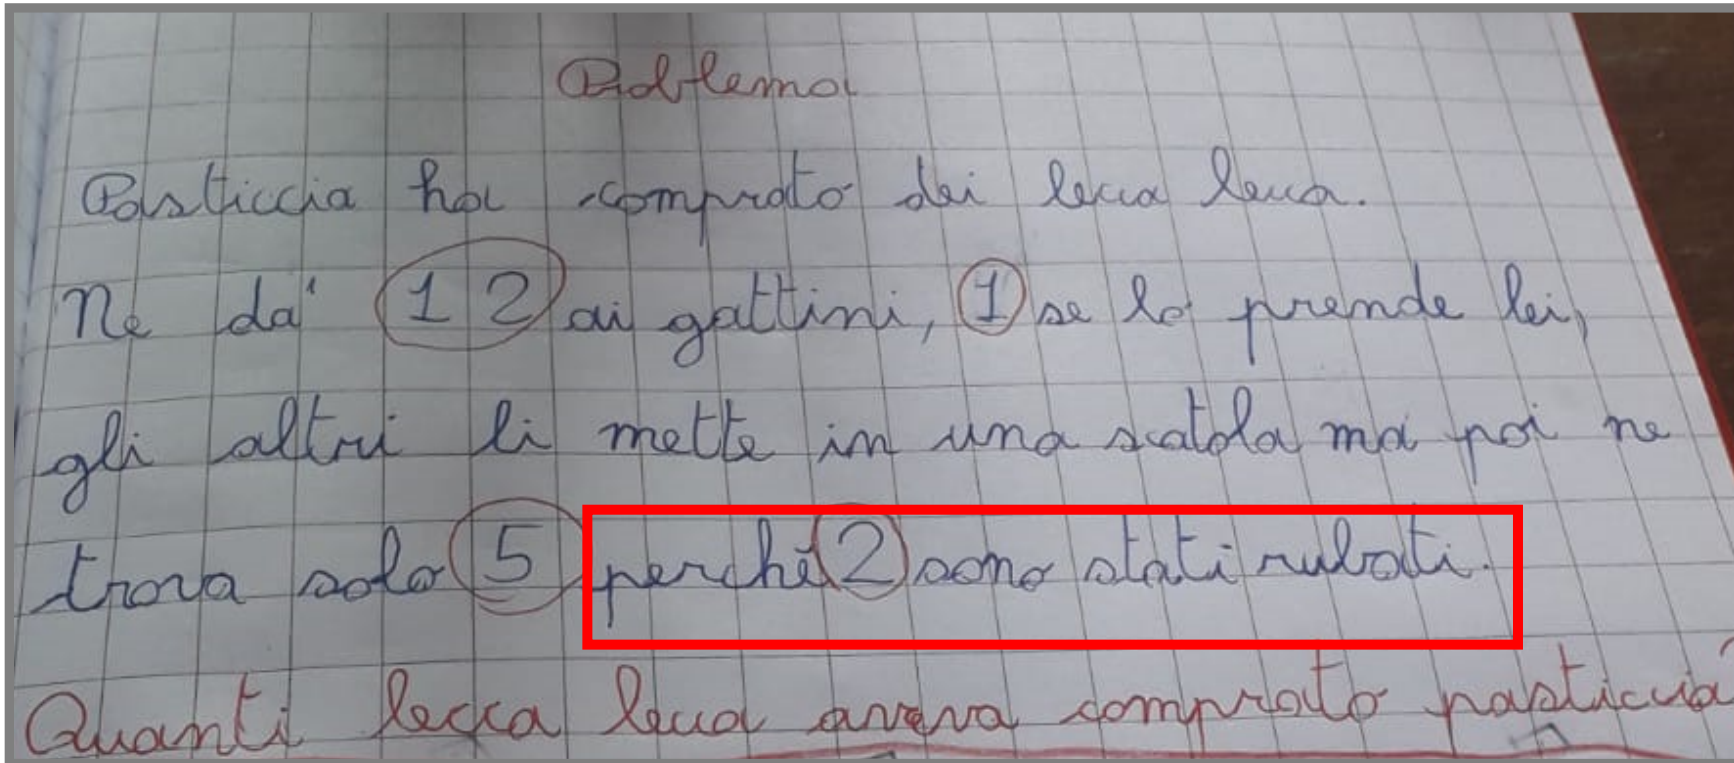 Problema
Pasticcia ha comprato dei lecca lecca.
Ne da' 12 ai gattini, 1 se lo prende lei,
gli altri li mette in una scatola ma poi ne
trova solo 5 perché 2 sono stati rubati.
Quanti lecca lecca aveva comprato pasticcia?